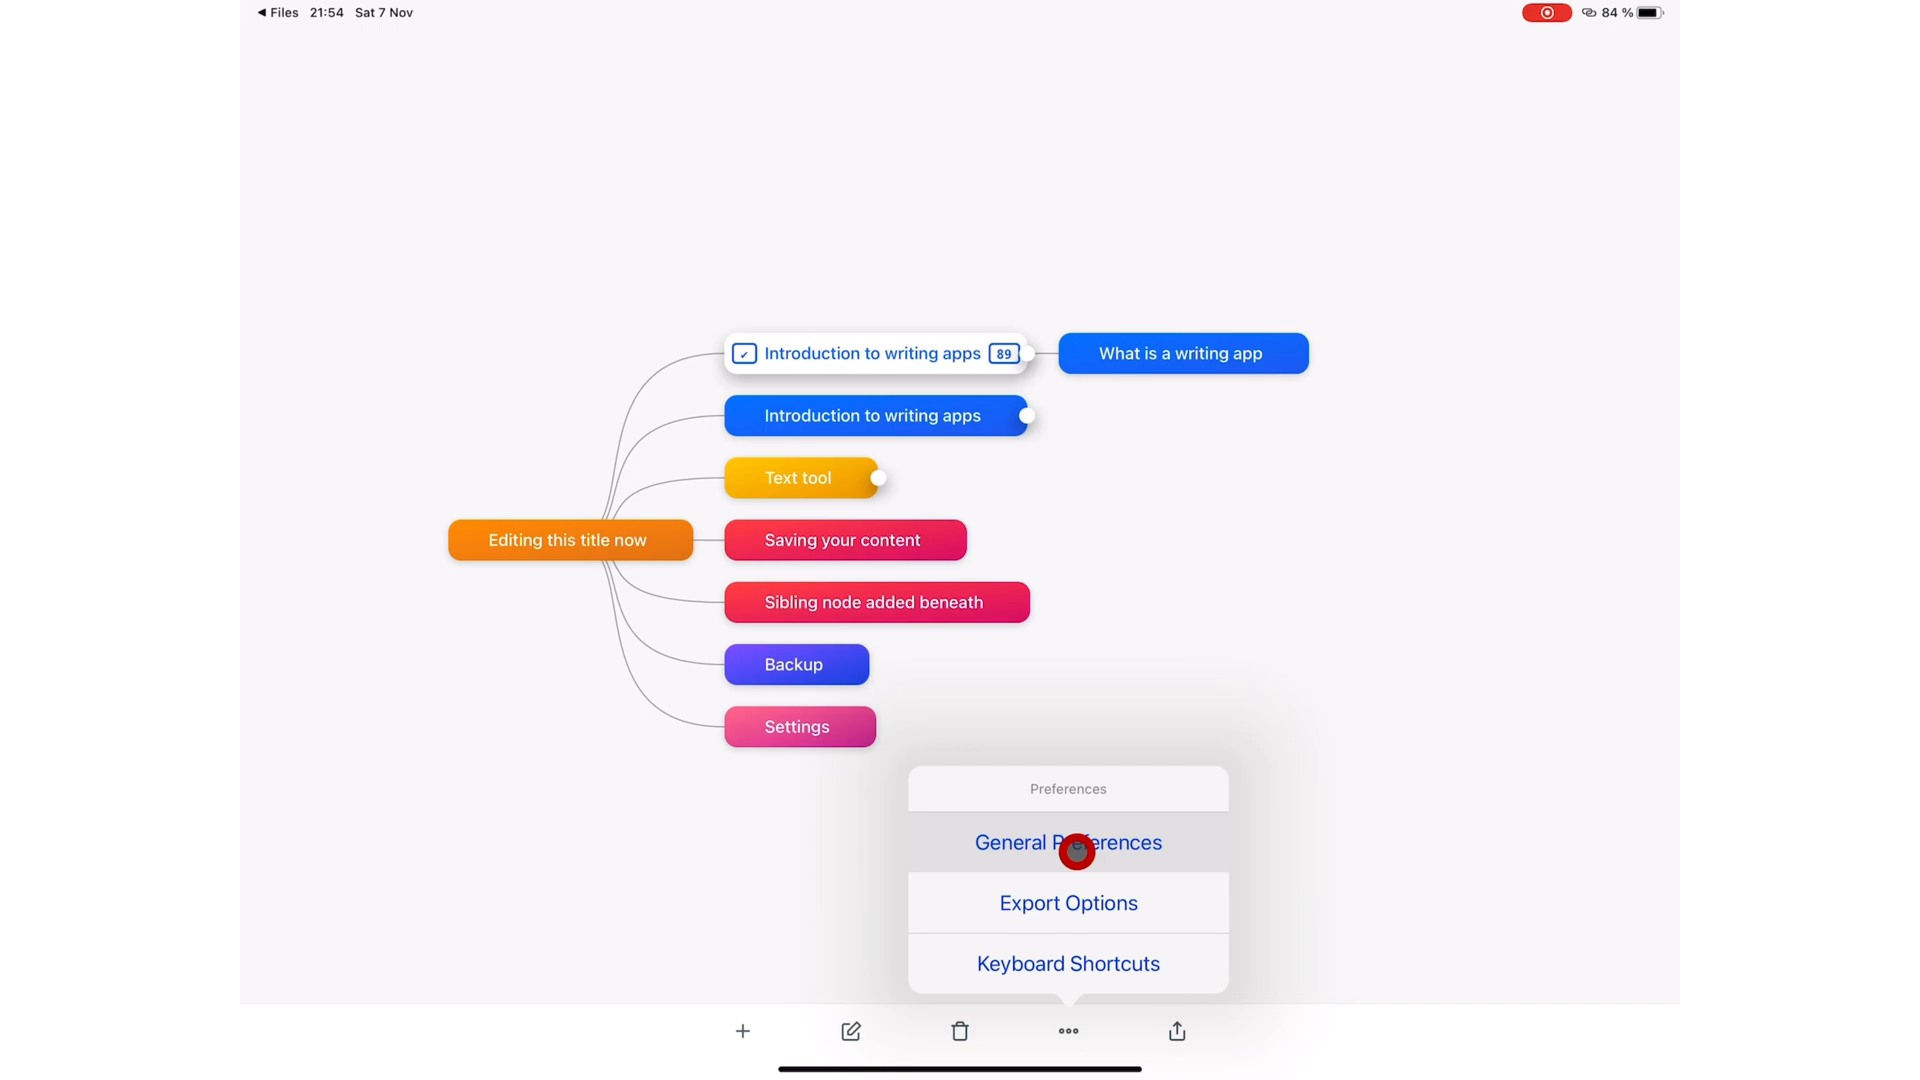 Files 21:54 Sat 7 Nov
84 %
Introduction to writing apps 89
What is a writing app
Introduction to writing apps
Text tool
Editing this title now
Saving your content
Sibling node added beneath
Backup
Settings
Preferences
General Preferences
Export Options
Keyboard Shortcuts